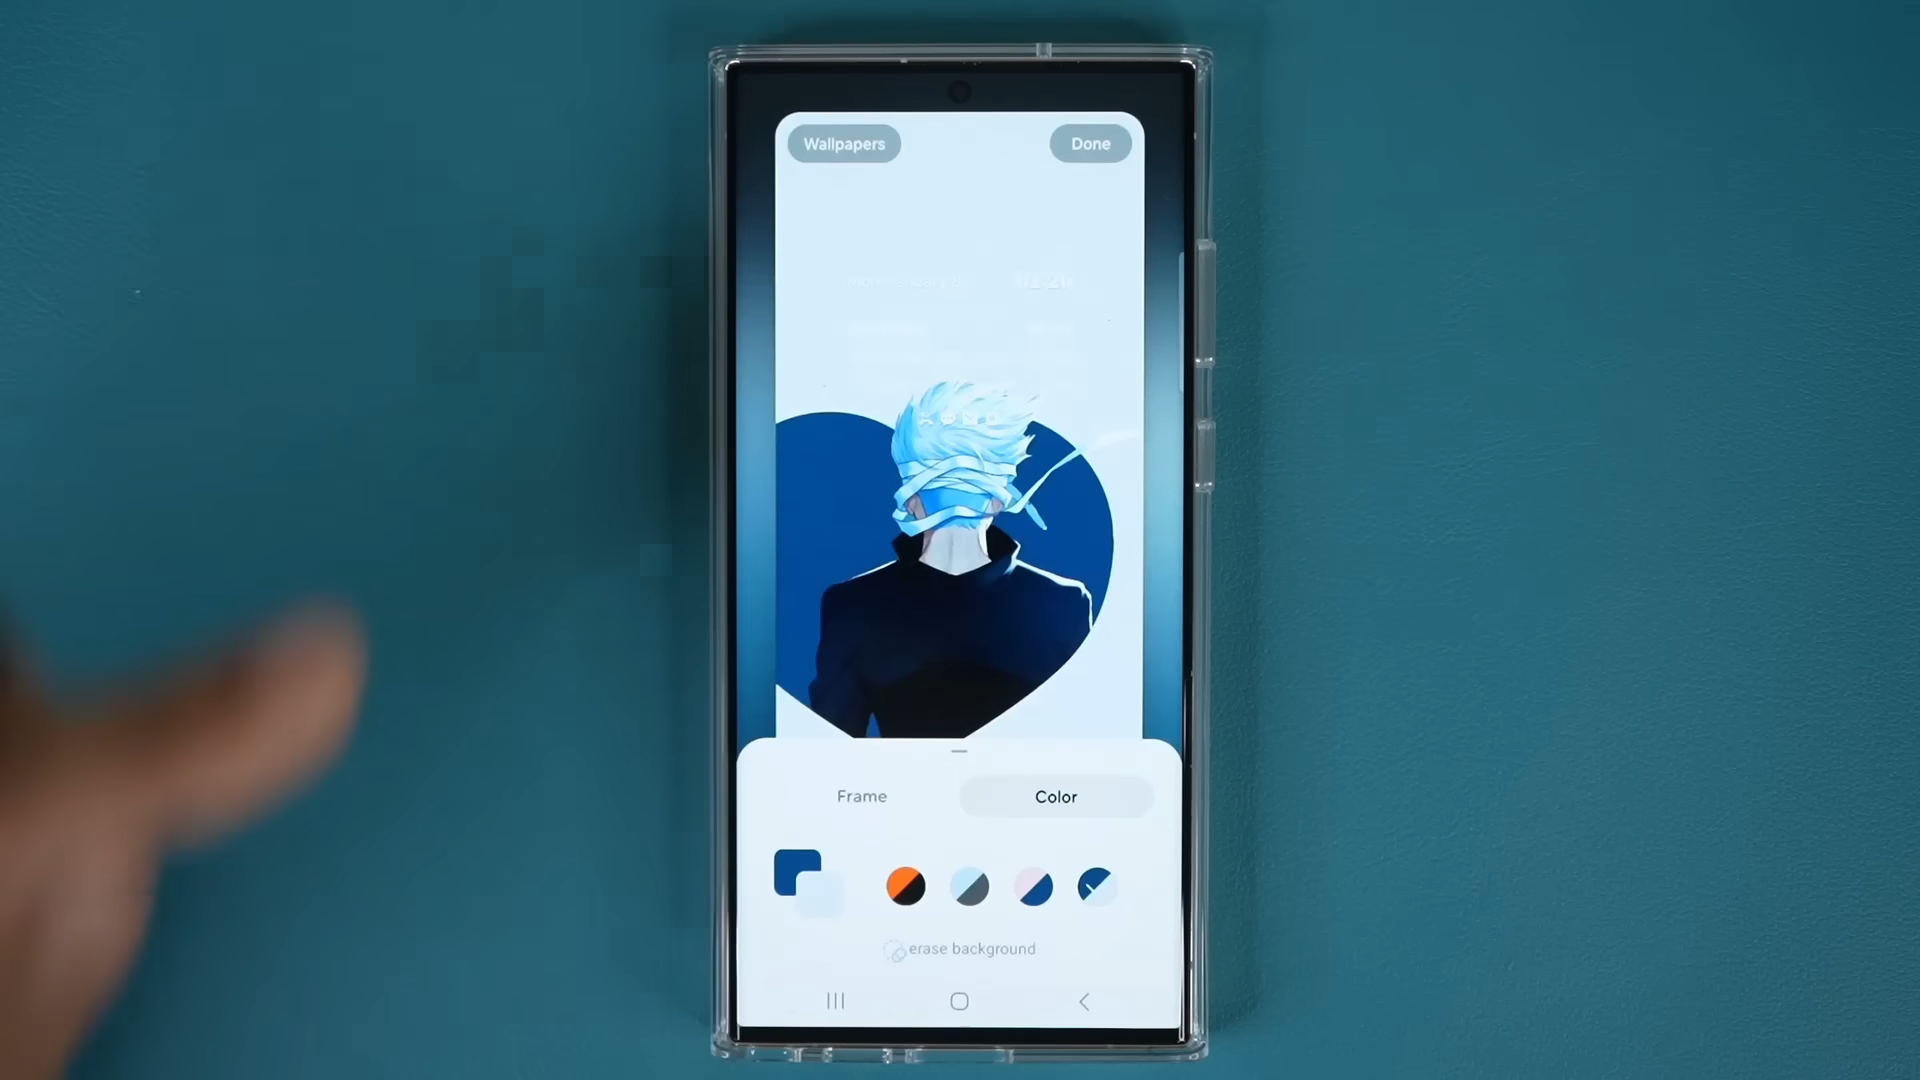 Wallpapers
Done
Frame
Color
erase background